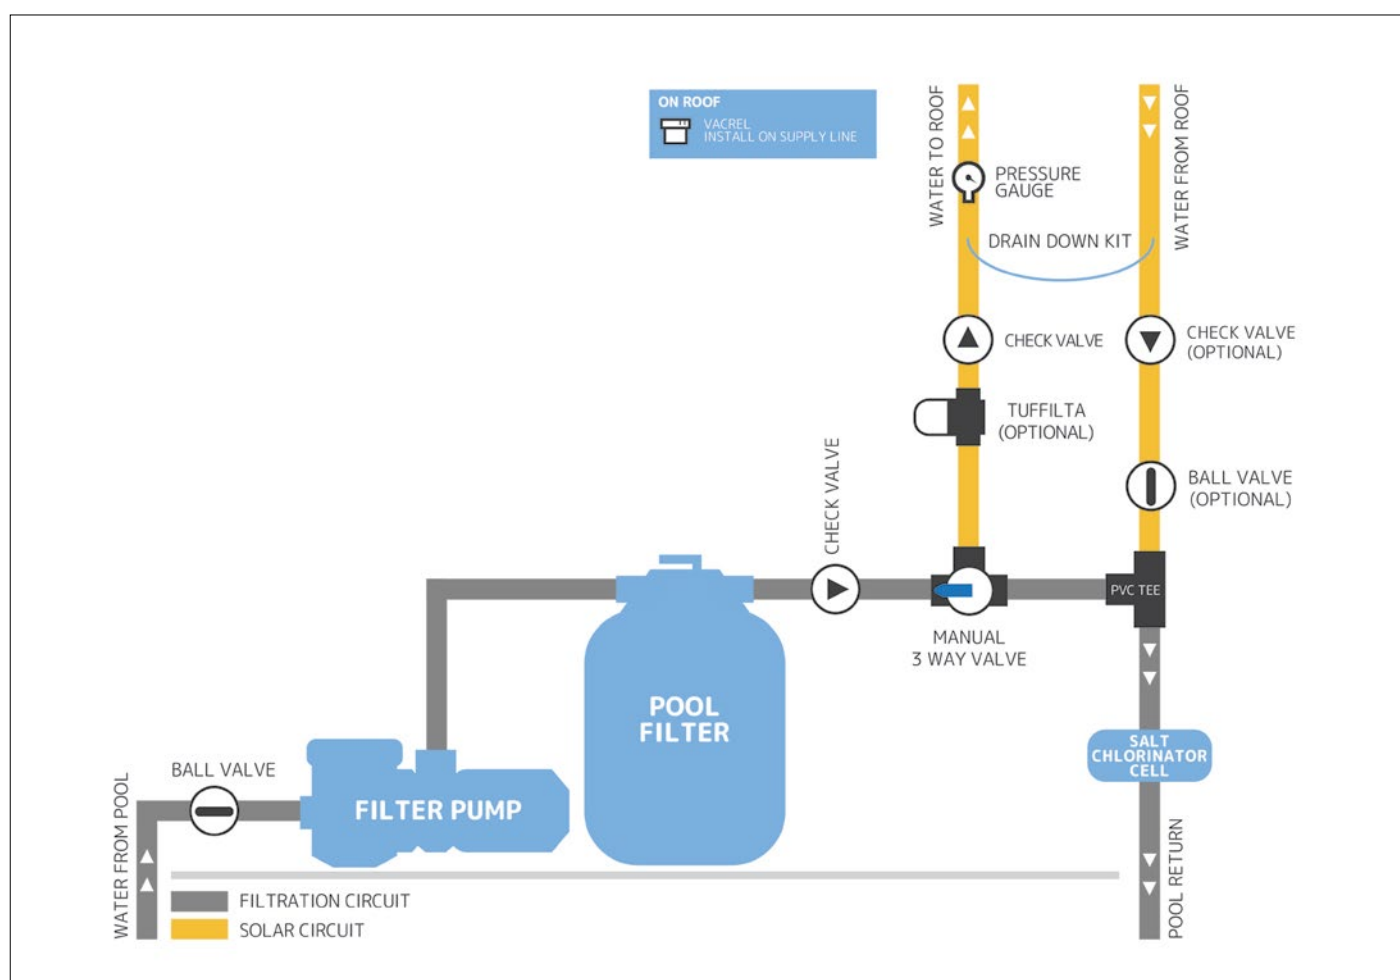 ON ROOF
VACREL
INSTALL ON SUPPLY LINE
WATER TO ROOF
WATER FROM ROOF
PRESSURE
GAUGE
DRAIN DOWN KIT
CHECK VALVE
CHECK VALVE
(OPTIONAL)
TUFFILTA
(OPTIONAL)
BALL VALVE
(OPTIONAL)
CHECK VALVE
PVC TEE
MANUAL
3 WAY VALVE
POOL
FILTER
SALT
CHLORINATOR
CELL
BALL VALVE
FILTER PUMP
WATER FROM POOL
POOL RETURN
FILTRATION CIRCUIT
SOLAR CIRCUIT